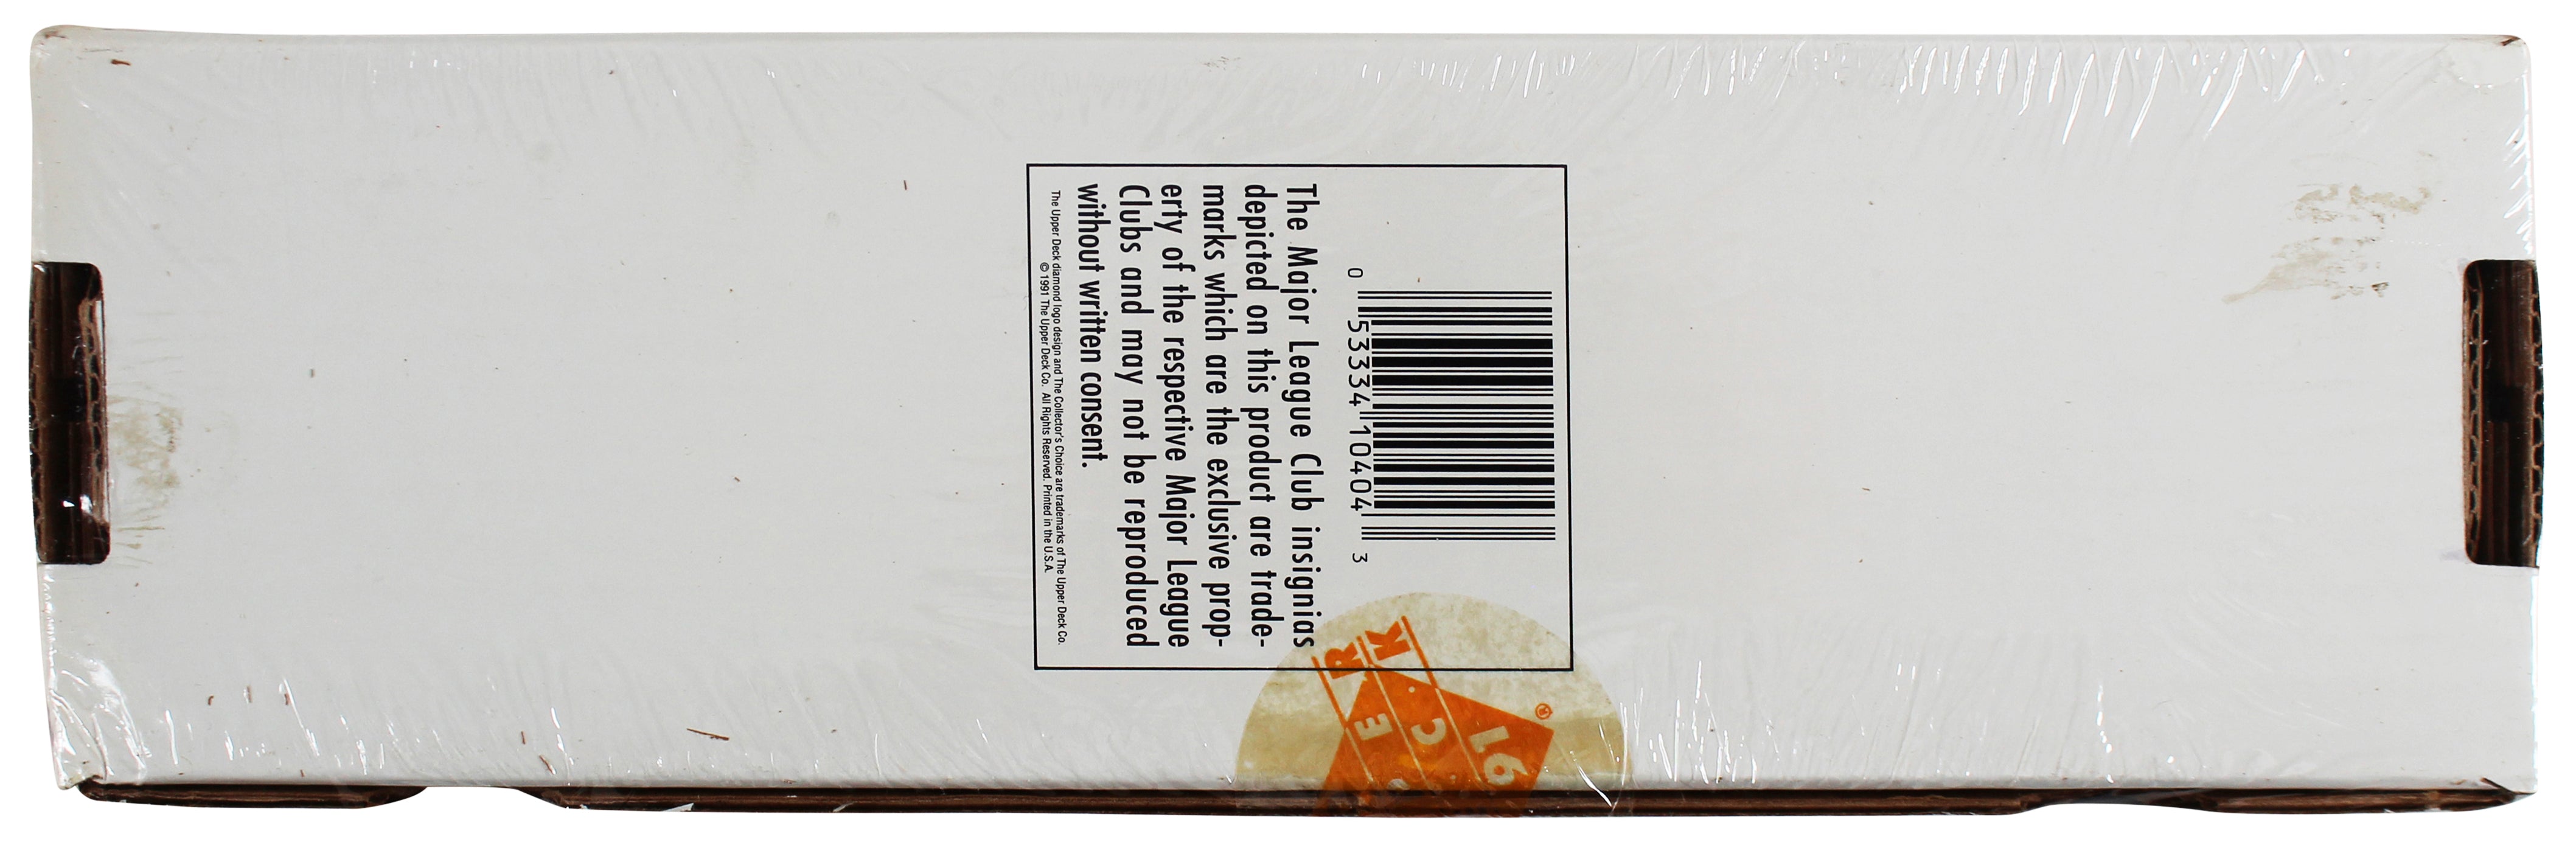 0 53334 10404 3
The Major League Club insignias
depicted on this product are trade-
marks which are the exclusive prop-
erty of the respective Major League
Clubs and may not be reproduced
without written consent.
The Upper Deck diamond logo design and The Collector's Choice are trademarks of The Upper Deck Co.
© 1991 The Upper Deck Co. All Rights Reserved. Printed in the U.S.A.
91
®